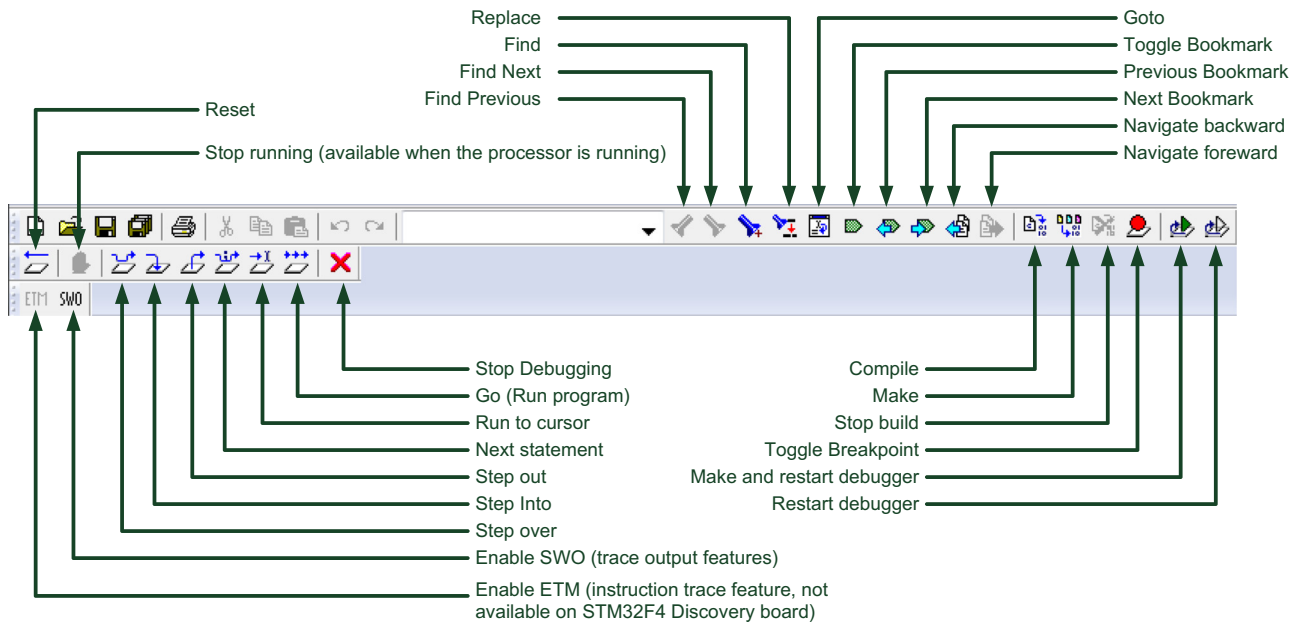 Replace
Find
Find Next
Find Previous
Goto
Toggle Bookmark
Previous Bookmark
Next Bookmark
Navigate backward
Navigate foreward
Reset
Stop running (available when the processor is running)
ETM SWO
Stop Debugging
Go (Run program)
Run to cursor
Next statement
Step out
Step Into
Step over
Enable SWO (trace output features)
Enable ETM (instruction trace feature, not
available on STM32F4 Discovery board)
Compile
Make
Stop build
Toggle Breakpoint
Make and restart debugger
Restart debugger